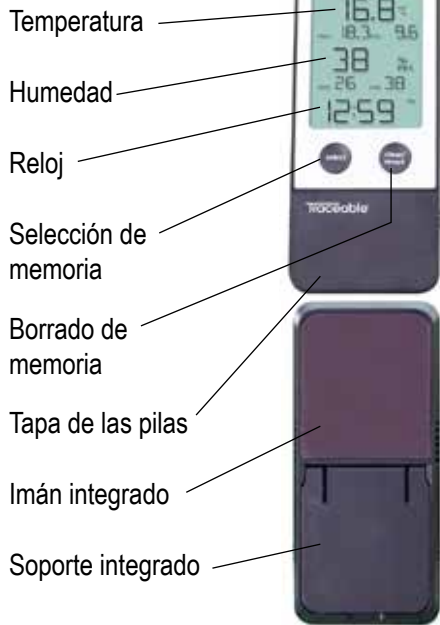 Temperatura
16.8
18.3 9.6
Humedad
38
26 38
Reloj
12:59
select
Traceable
Selección de
memoria
Borrado de
memoria
Tapa de las pilas
Imán integrado
Soporte integrado